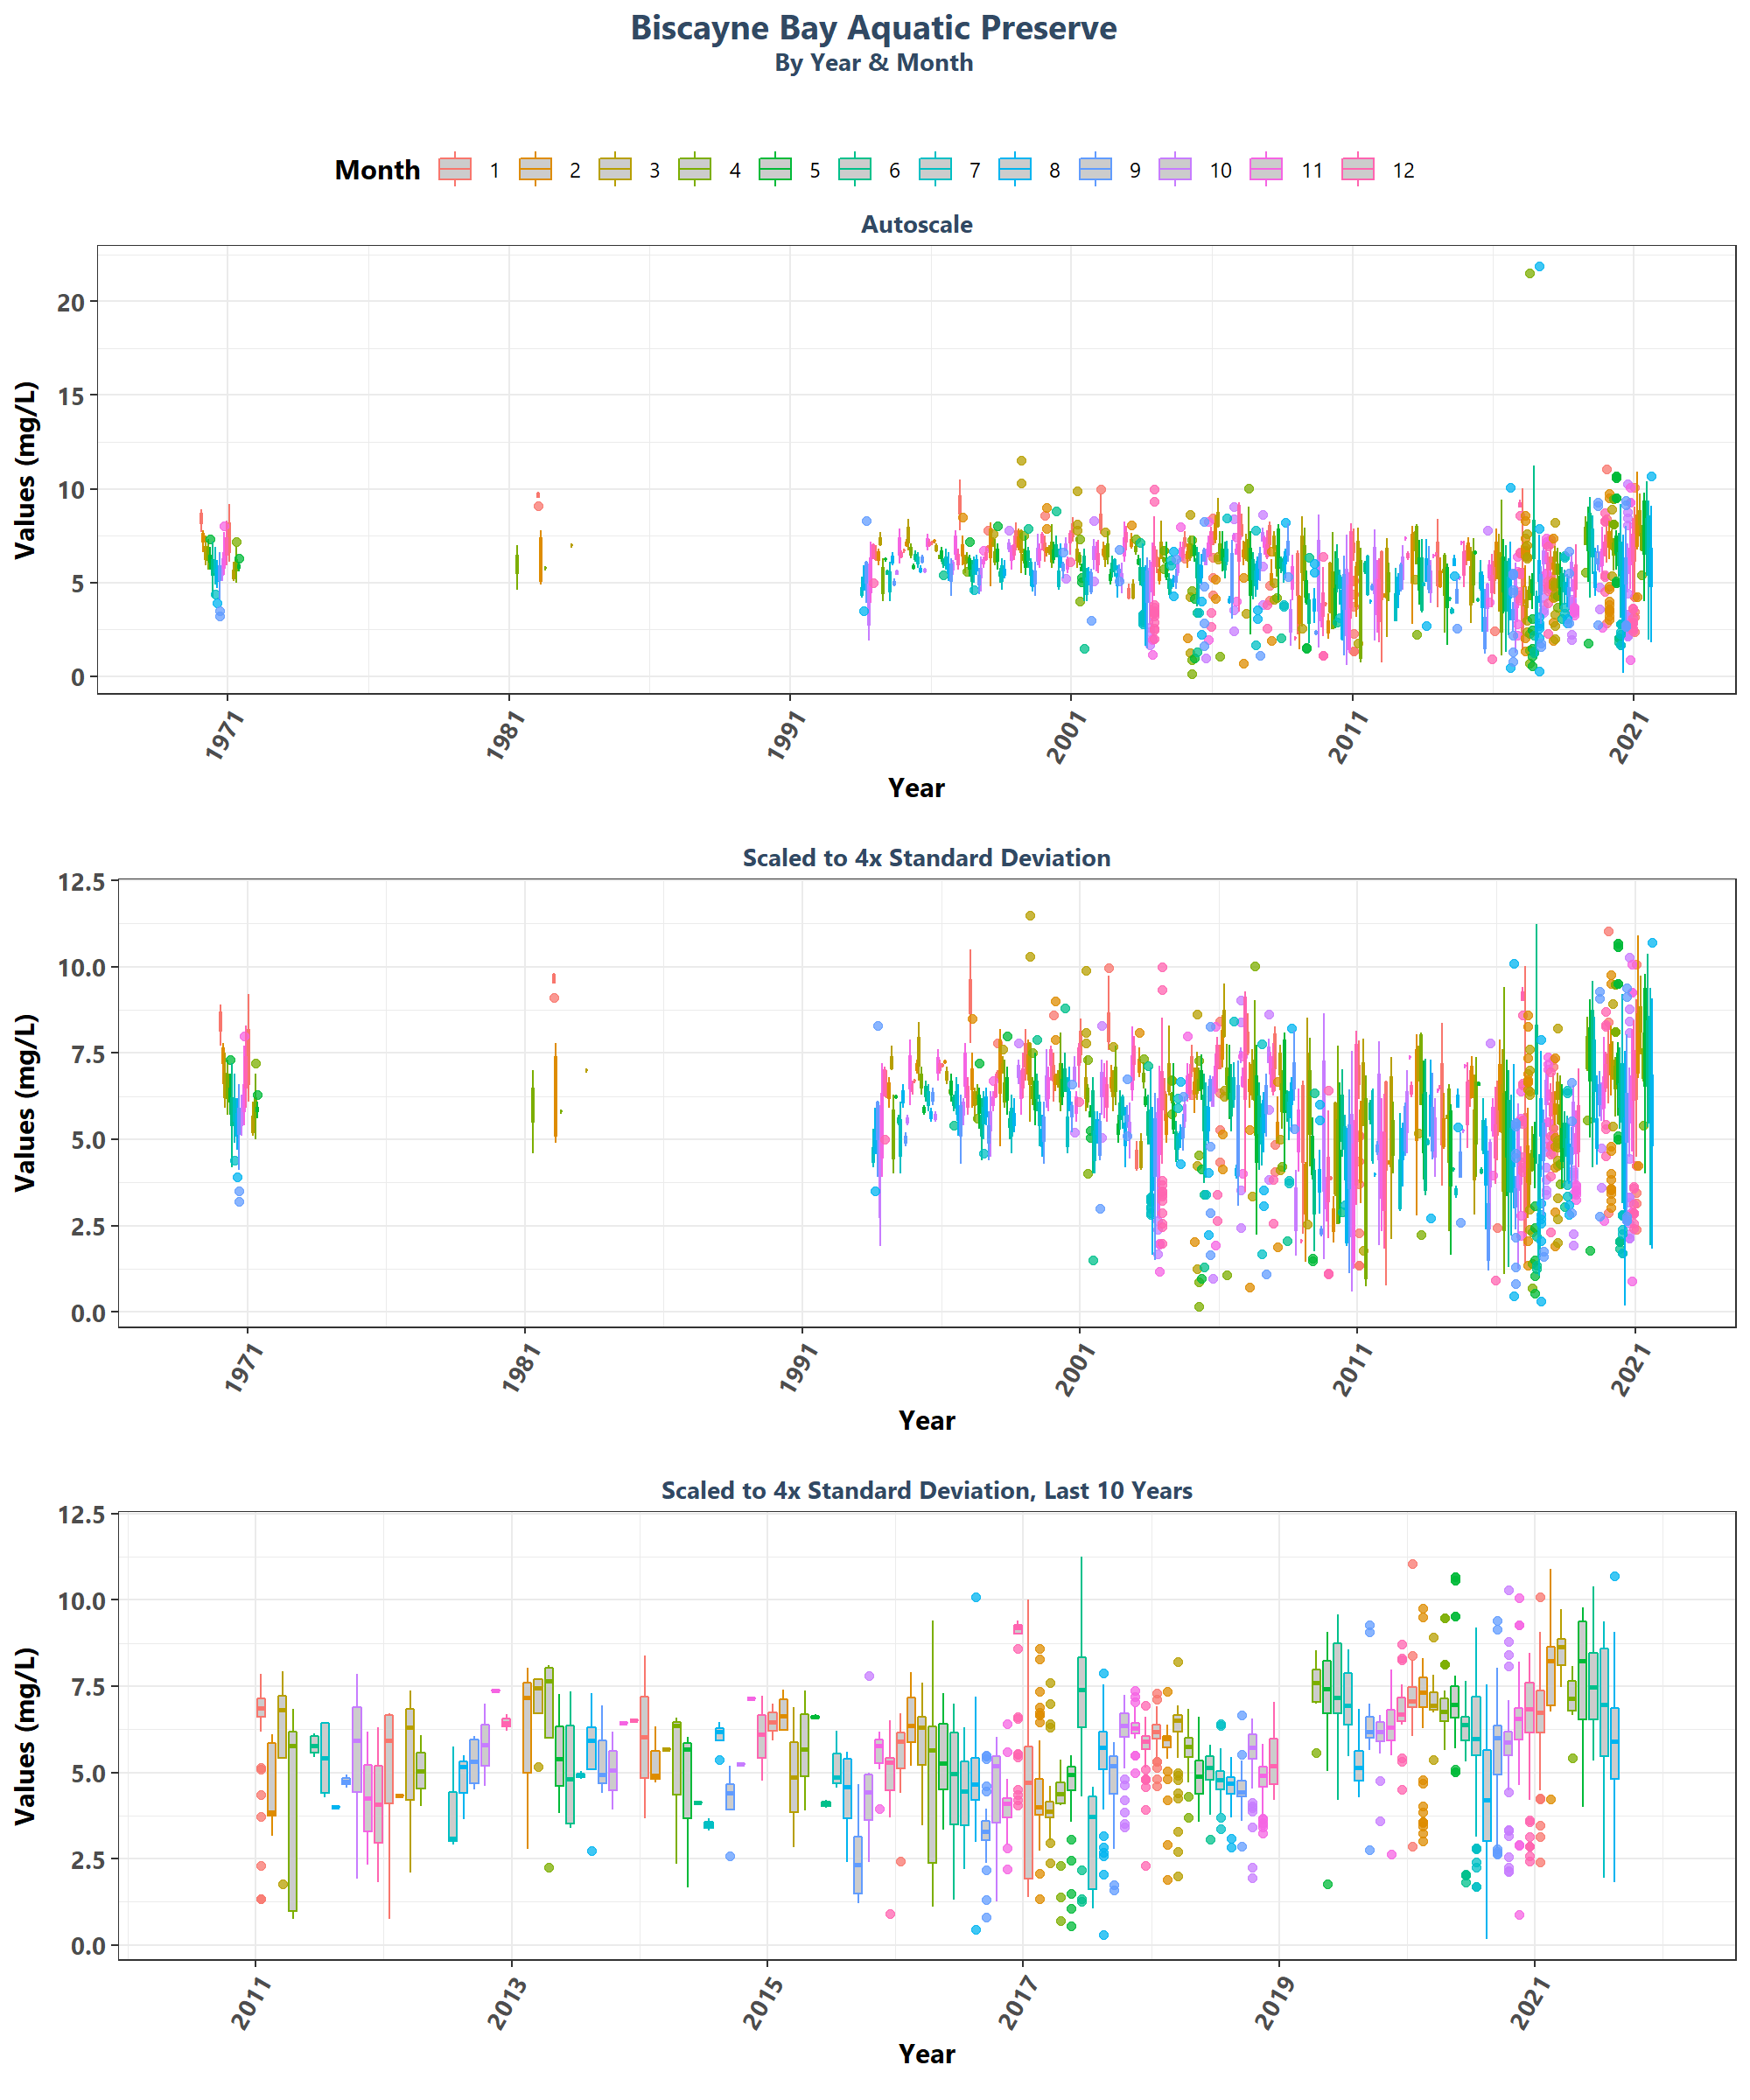 Biscayne Bay Aquatic Preserve
By Year & Month
Month 1 2 3 4 5 6 7 8 9 10 11 12
Autoscale
Values (mg/L)
20
15
10
5
0
1971 1981 1991 2001 2011 2021
Year
Scaled to 4x Standard Deviation
Values (mg/L)
12.5
10.0
7.5
5.0
2.5
0.0
1971 1981 1991 2001 2011 2021
Year
Scaled to 4x Standard Deviation, Last 10 Years
Values (mg/L)
12.5
10.0
7.5
5.0
2.5
0.0
2011 2013 2015 2017 2019 2021
Year